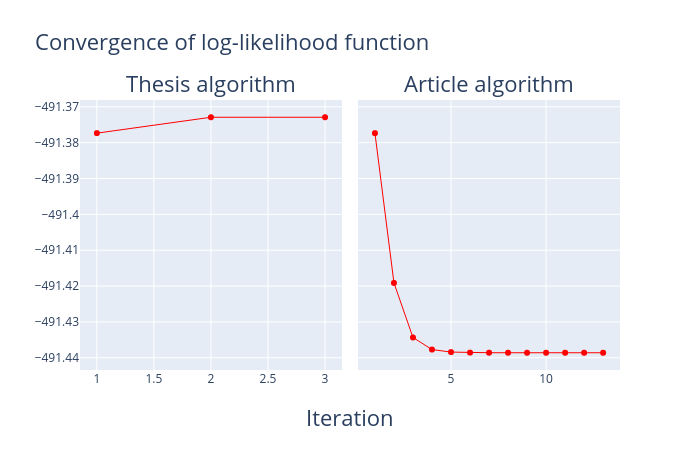 Convergence of log-likelihood function
Thesis algorithm
Article algorithm
−491.37
−491.38
−491.39
−491.4
−491.41
−491.42
−491.43
−491.44
1 1.5 2 2.5 3
5 10
Iteration